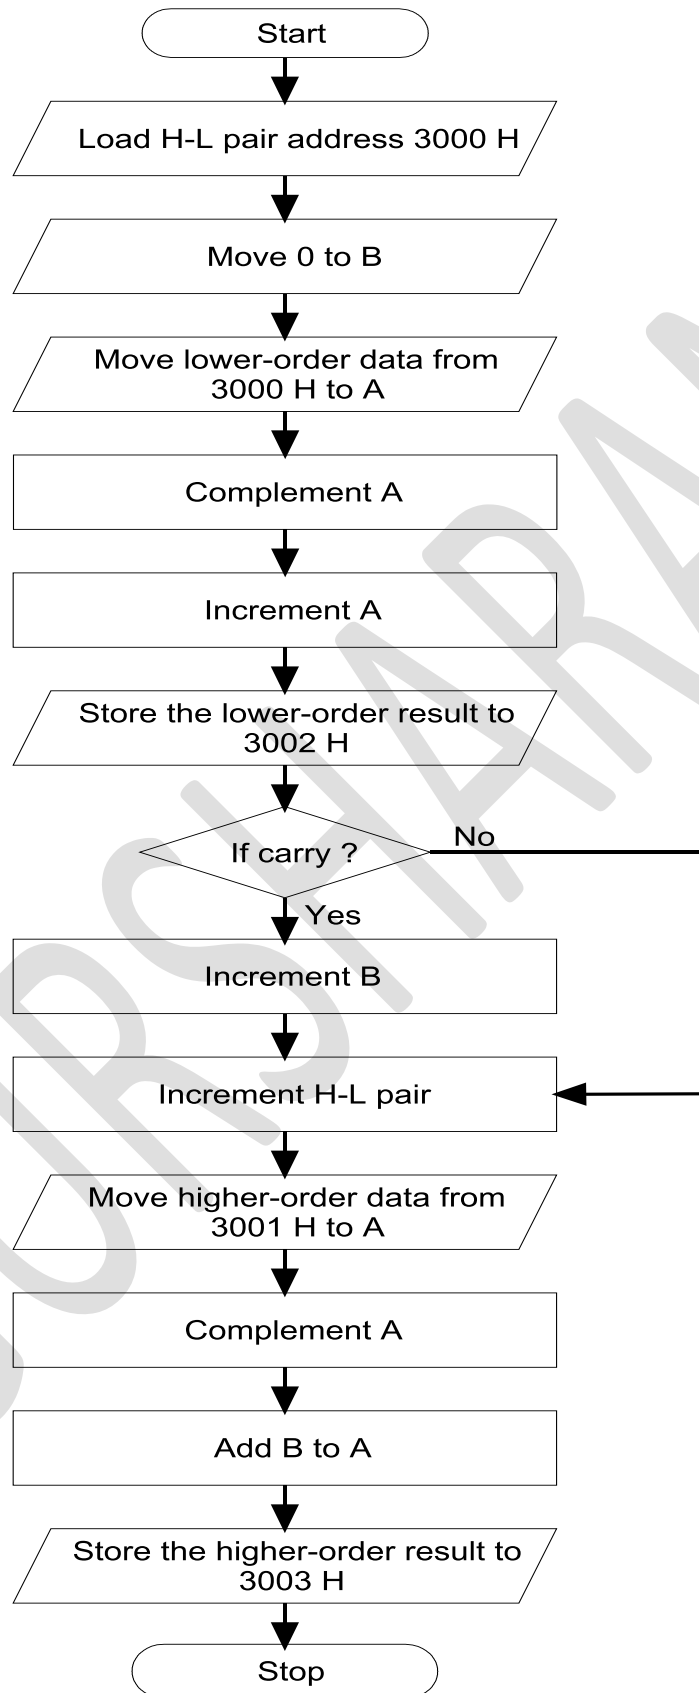 Start
Load H-L pair address 3000 H
Move 0 to B
Move lower-order data from
3000 H to A
Complement A
Increment A
Store the lower-order result to
3002 H
If carry ?
No
Yes
Increment B
Increment H-L pair
Move higher-order data from
3001 H to A
Complement A
Add B to A
Store the higher-order result to
3003 H
Stop